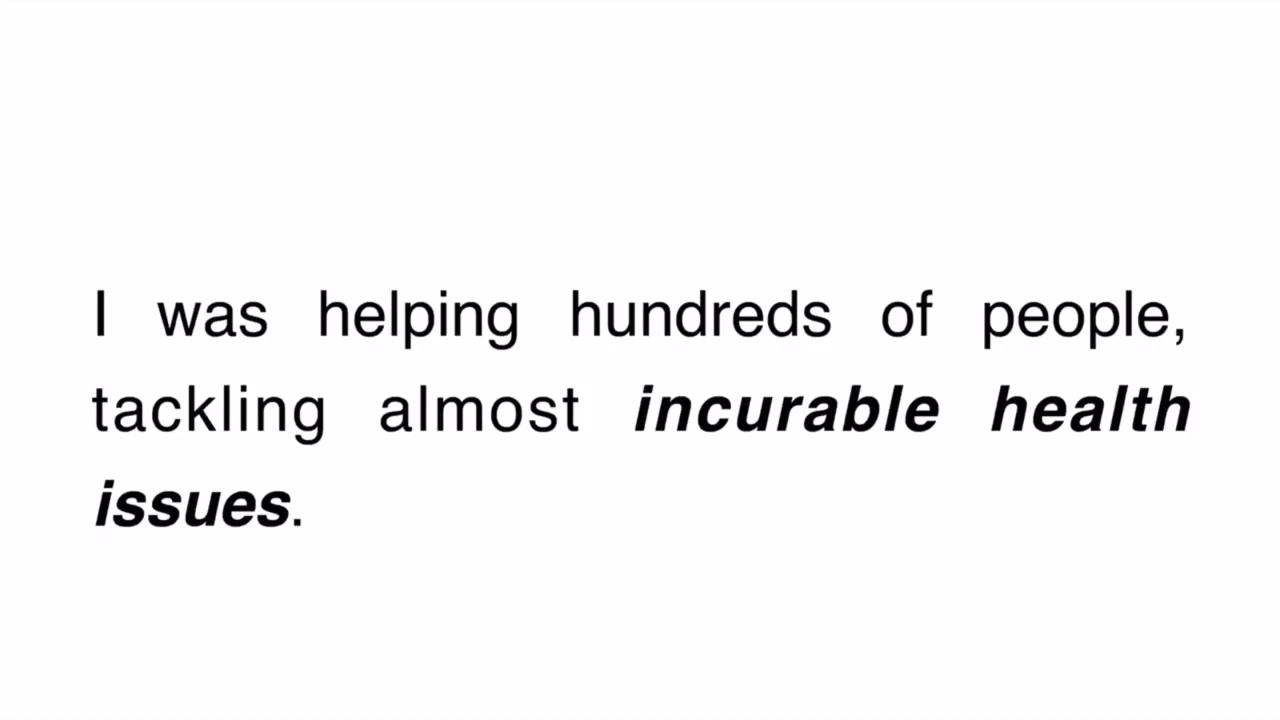 I was helping hundreds of people,
tackling almost incurable health
issues.